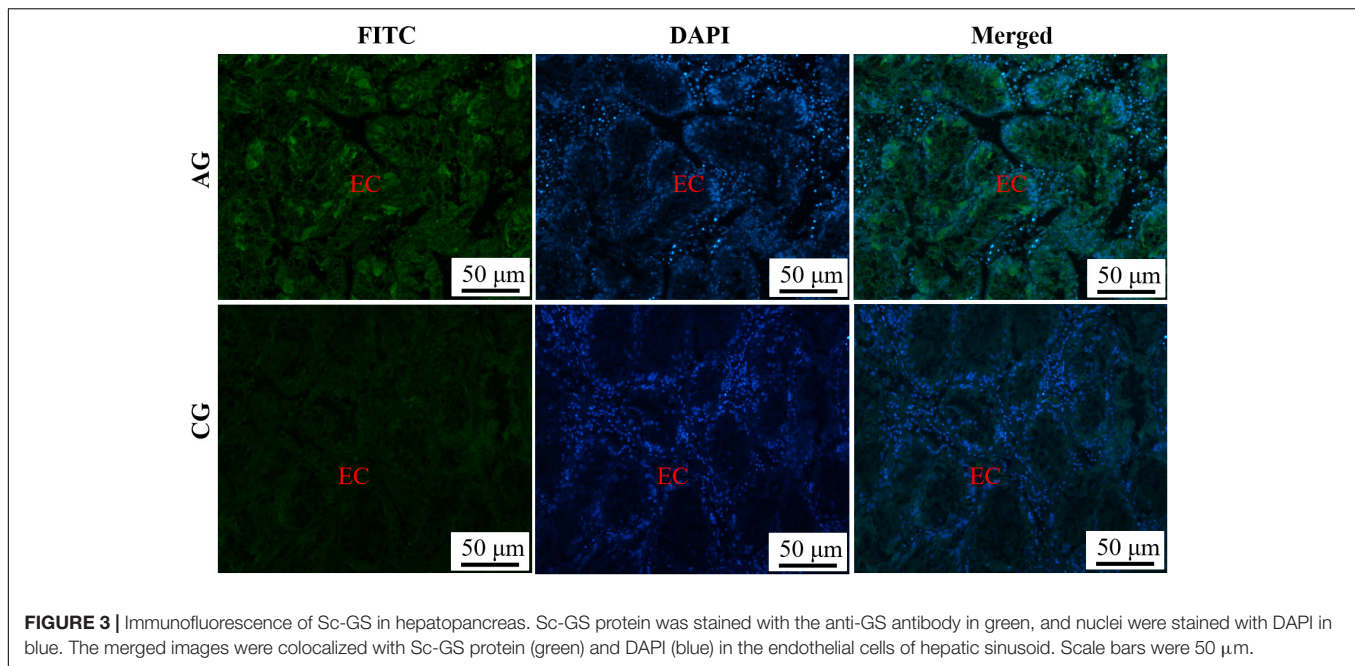 FITC DAPI Merged
AG
EC EC EC
50 μm 50 μm 50 μm
CG
EC EC EC
50 μm 50 μm 50 μm
FIGURE 3 | Immunofluorescence of Sc-GS in hepatopancreas. Sc-GS protein was stained with the anti-GS antibody in green, and nuclei were stained with DAPI in
blue. The merged images were colocalized with Sc-GS protein (green) and DAPI (blue) in the endothelial cells of hepatic sinusoid. Scale bars were 50 μm.